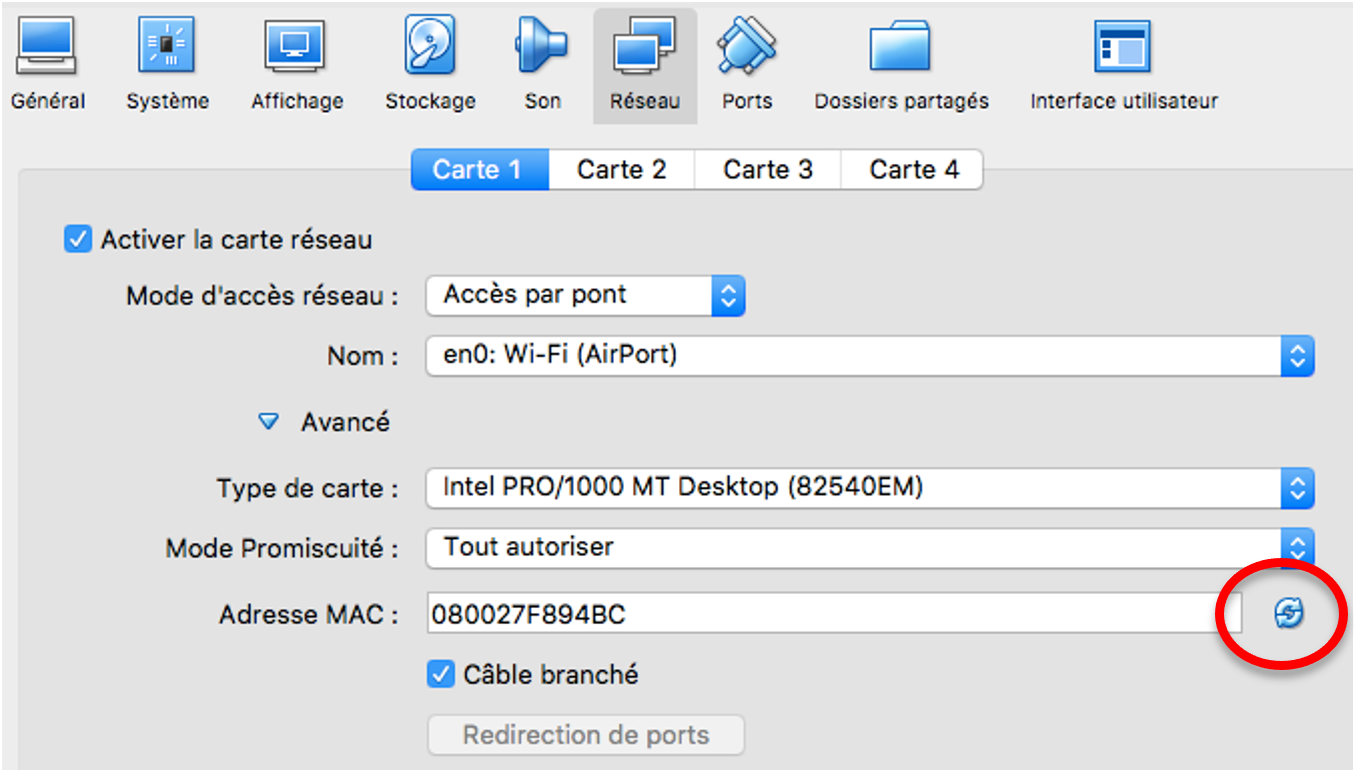 Général Système Affichage Stockage Son Réseau Ports Dossiers partagés Interface utilisateur
Carte 1 Carte 2 Carte 3 Carte 4
Activer la carte réseau
Mode d'accès réseau : Accès par pont
Nom : en0: Wi-Fi (AirPort)
Avancé
Type de carte : Intel PRO/1000 MT Desktop (82540EM)
Mode Promiscuité : Tout autoriser
Adresse MAC : 080027F894BC
Câble branché
Redirection de ports